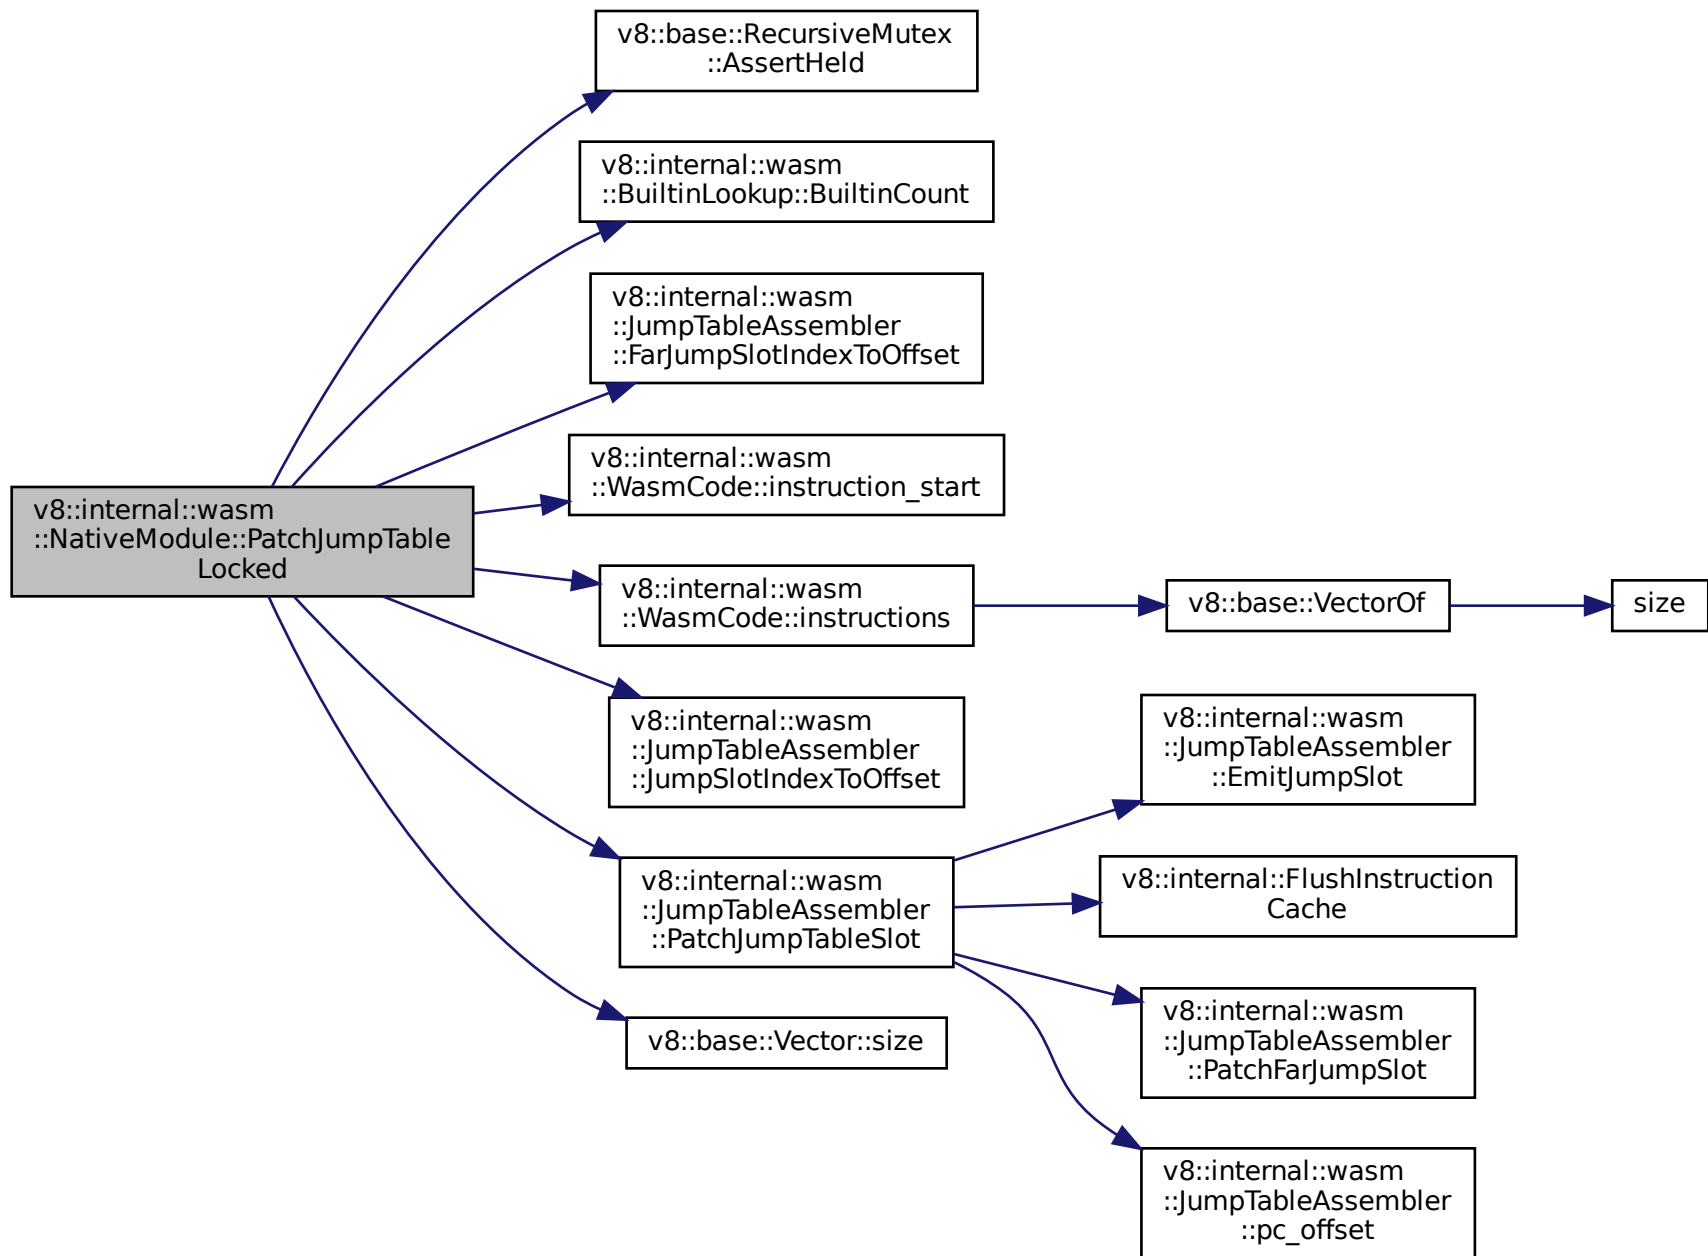 v8::base::RecursiveMutex
::AssertHeld
v8::internal::wasm
::BuiltinLookup::BuiltinCount
v8::internal::wasm
::JumpTableAssembler
::FarJumpSlotIndexToOffset
v8::internal::wasm
::WasmCode::instruction_start
v8::internal::wasm
::NativeModule::PatchJumpTable
Locked
v8::internal::wasm
::WasmCode::instructions
v8::base::VectorOf
size
v8::internal::wasm
::JumpTableAssembler
::JumpSlotIndexToOffset
v8::internal::wasm
::JumpTableAssembler
::EmitJumpSlot
v8::internal::wasm
::JumpTableAssembler
::PatchJumpTableSlot
v8::internal::FlushInstruction
Cache
v8::internal::wasm
::JumpTableAssembler
::PatchFarJumpSlot
v8::base::Vector::size
v8::internal::wasm
::JumpTableAssembler
::pc_offset